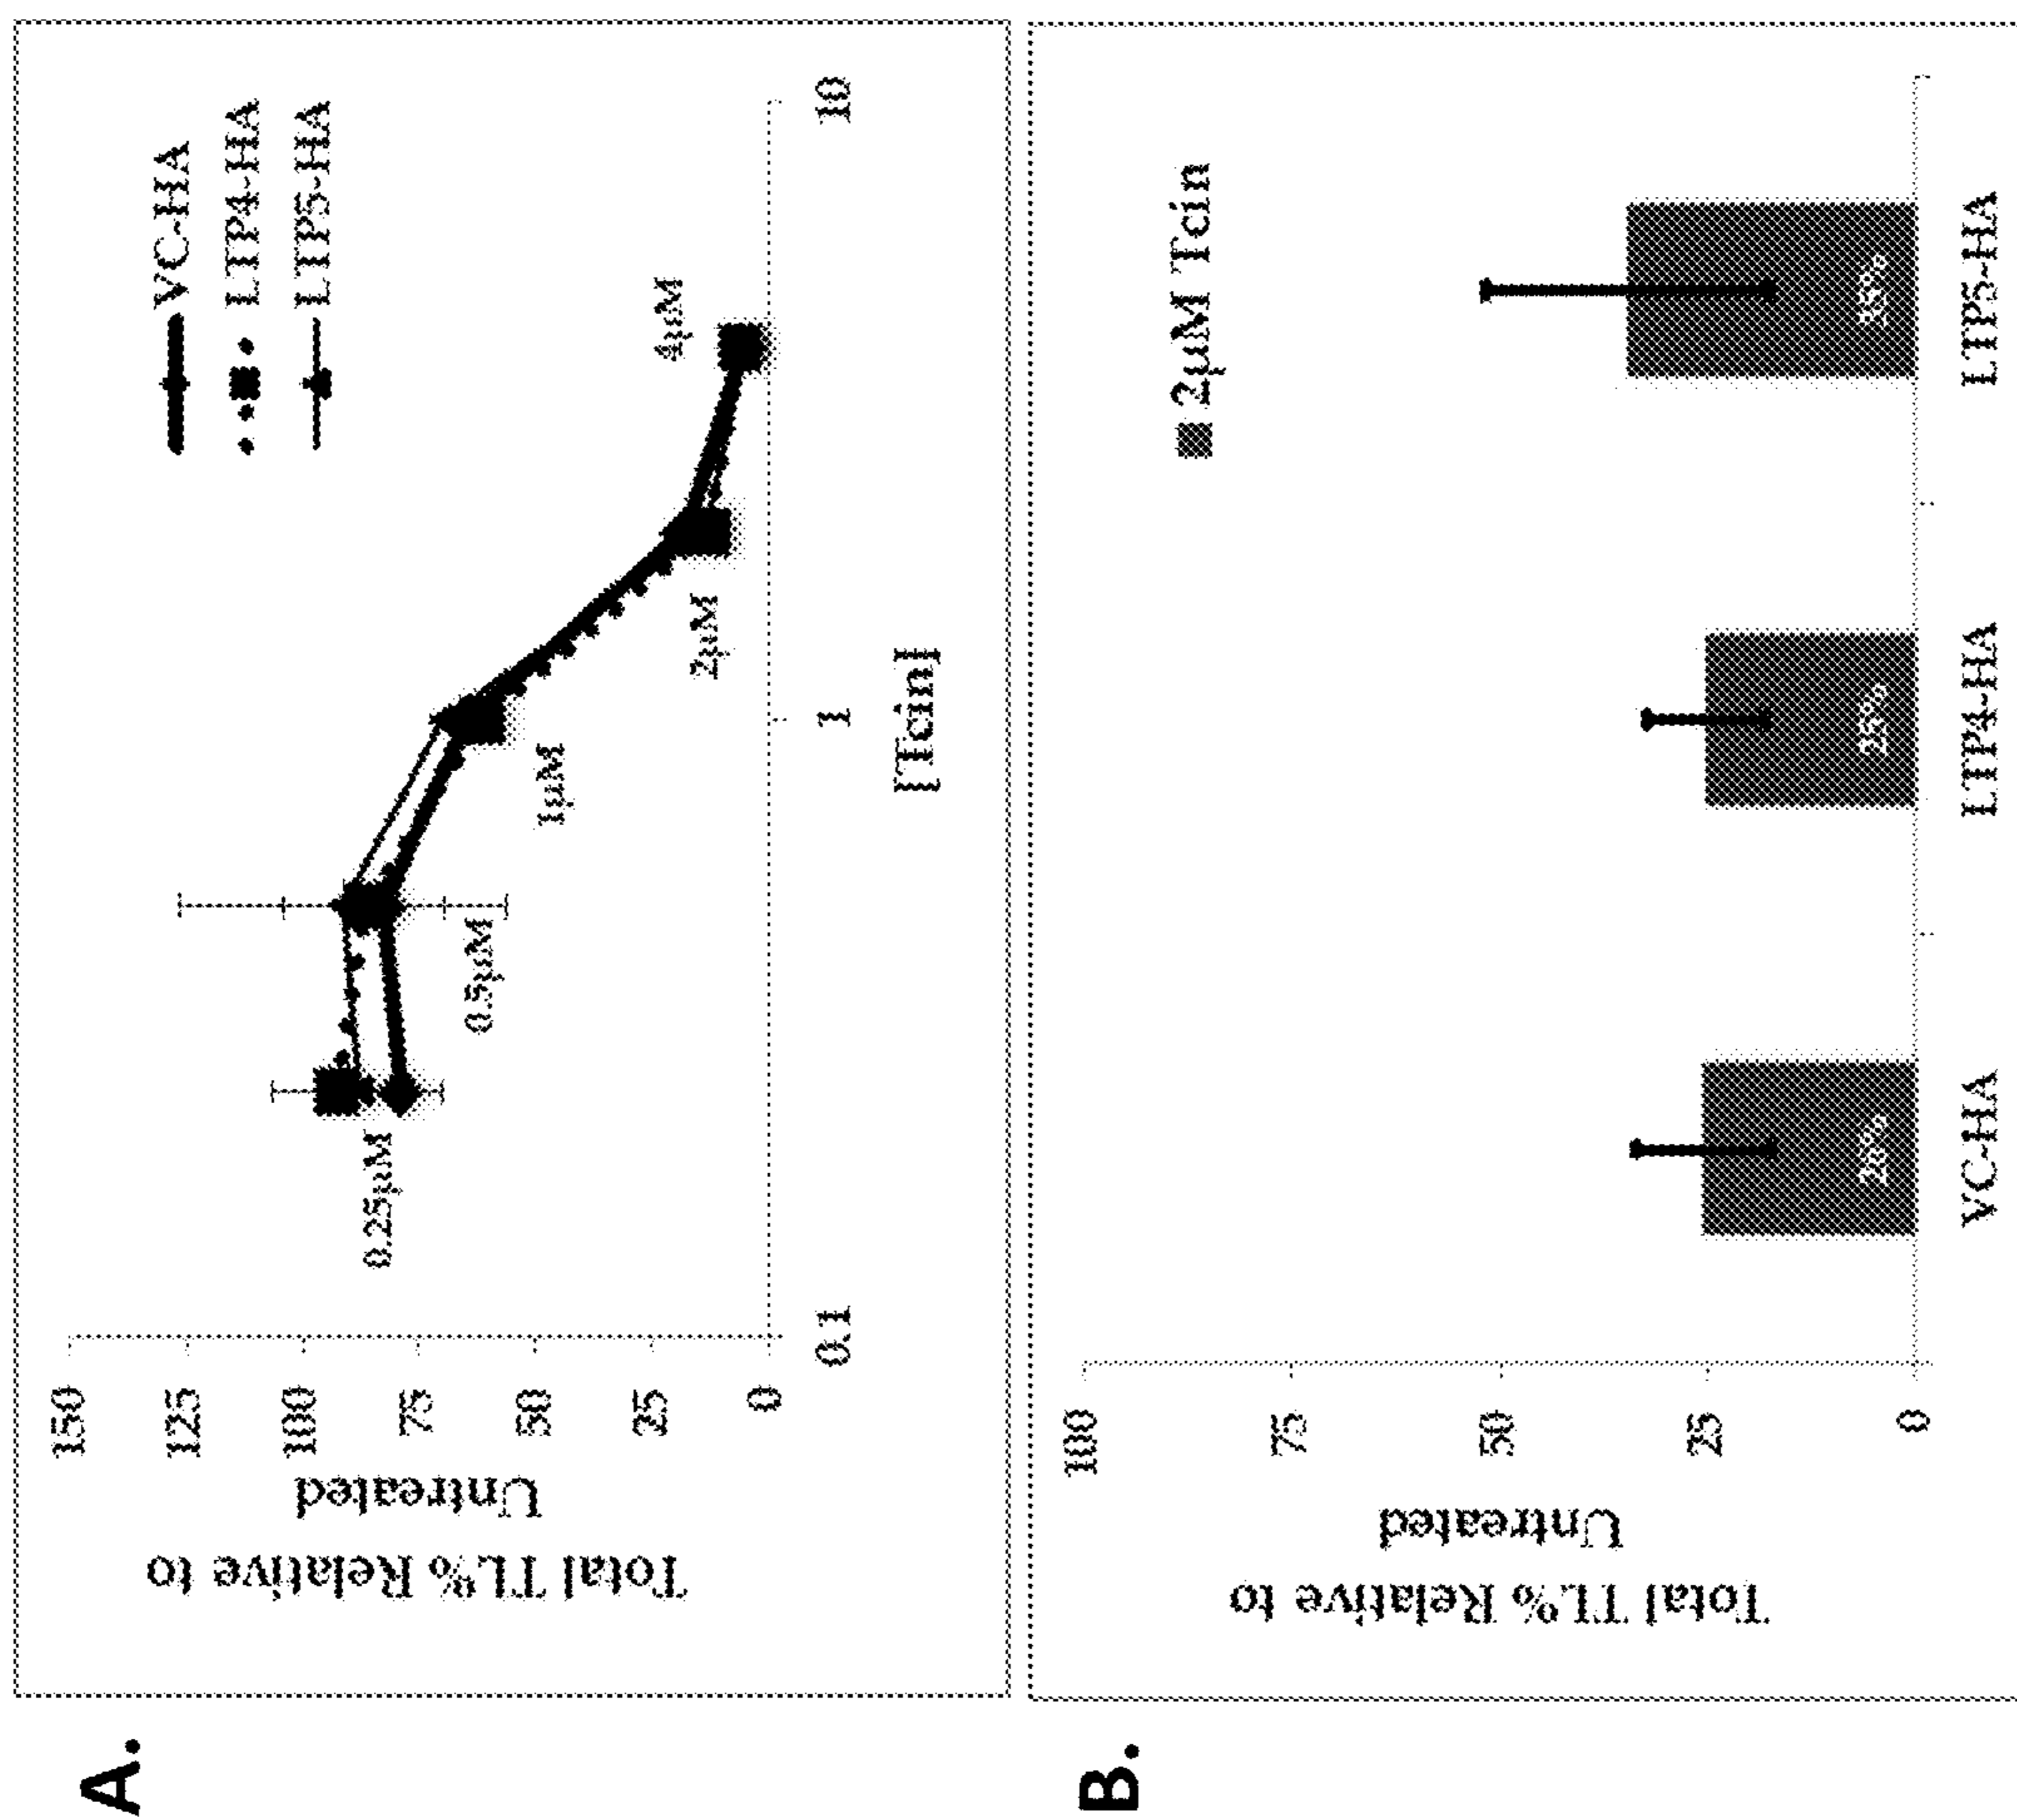 A.
Total TL% Relative to
Untreated
150
125
100
75
50
25
0
VC-HA
LTP4-HA
LTP5-HA
0.25µM
0.5µM
1µM
2µM
4µM
0.1
1
10
[Tcin]
B.
Total TL% Relative to
Untreated
100
75
50
25
0
2µM Tcin
25%
35%
VC-HA
LTP4-HA
LTP5-HA